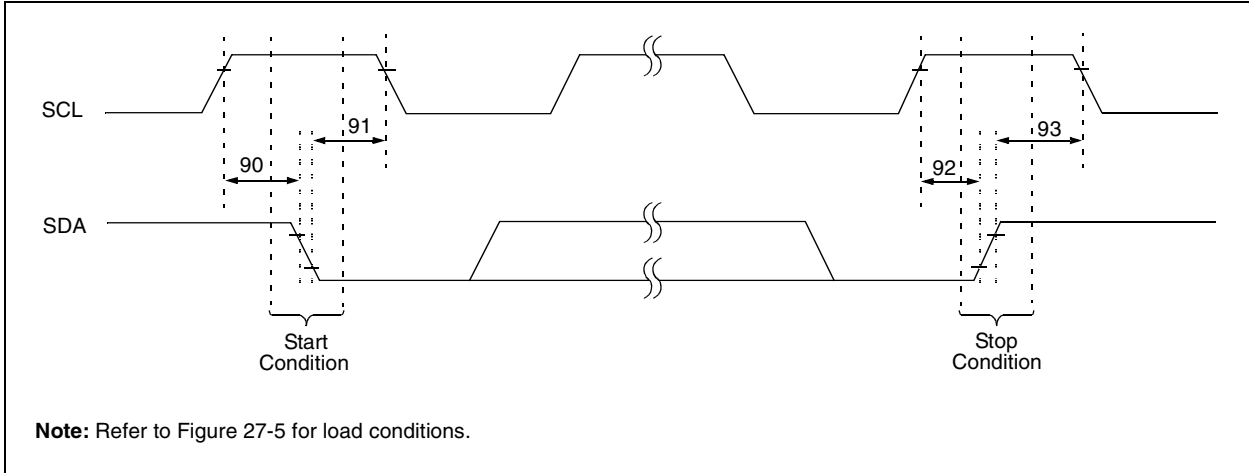 SCL
91
93
90
92
SDA
Start
Condition
Stop
Condition
Note: Refer to Figure 27-5 for load conditions.